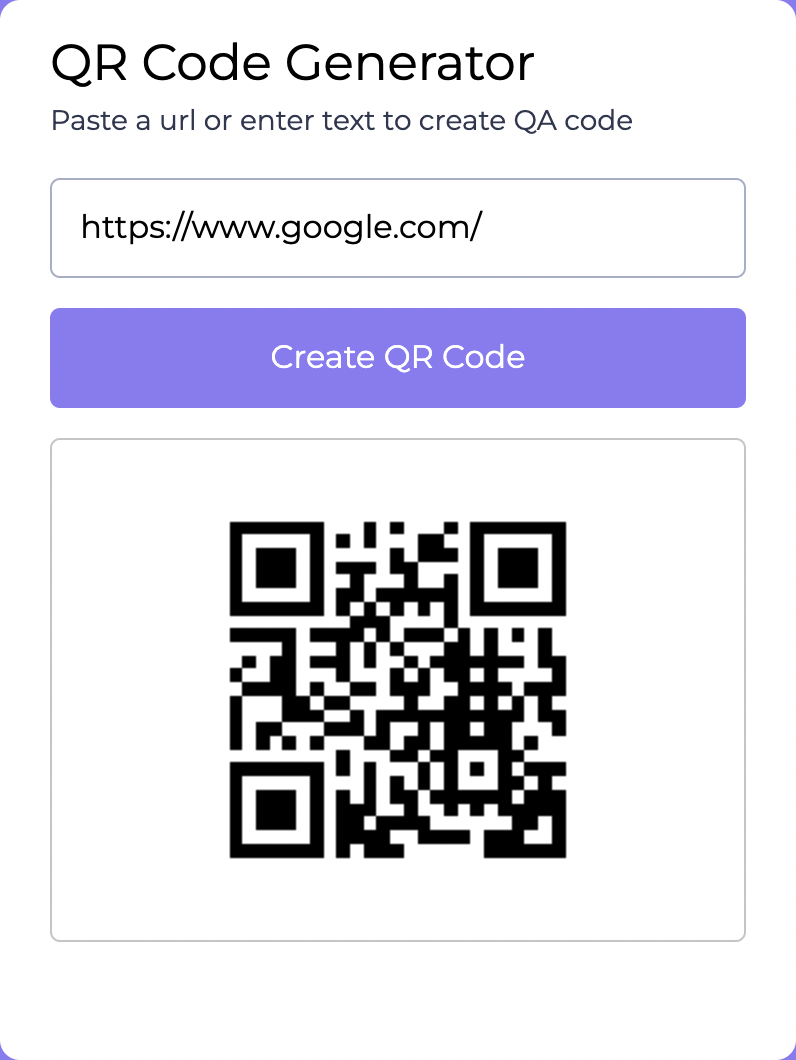 QR Code Generator
Paste a url or enter text to create QA code
https://www.google.com/
Create QR Code